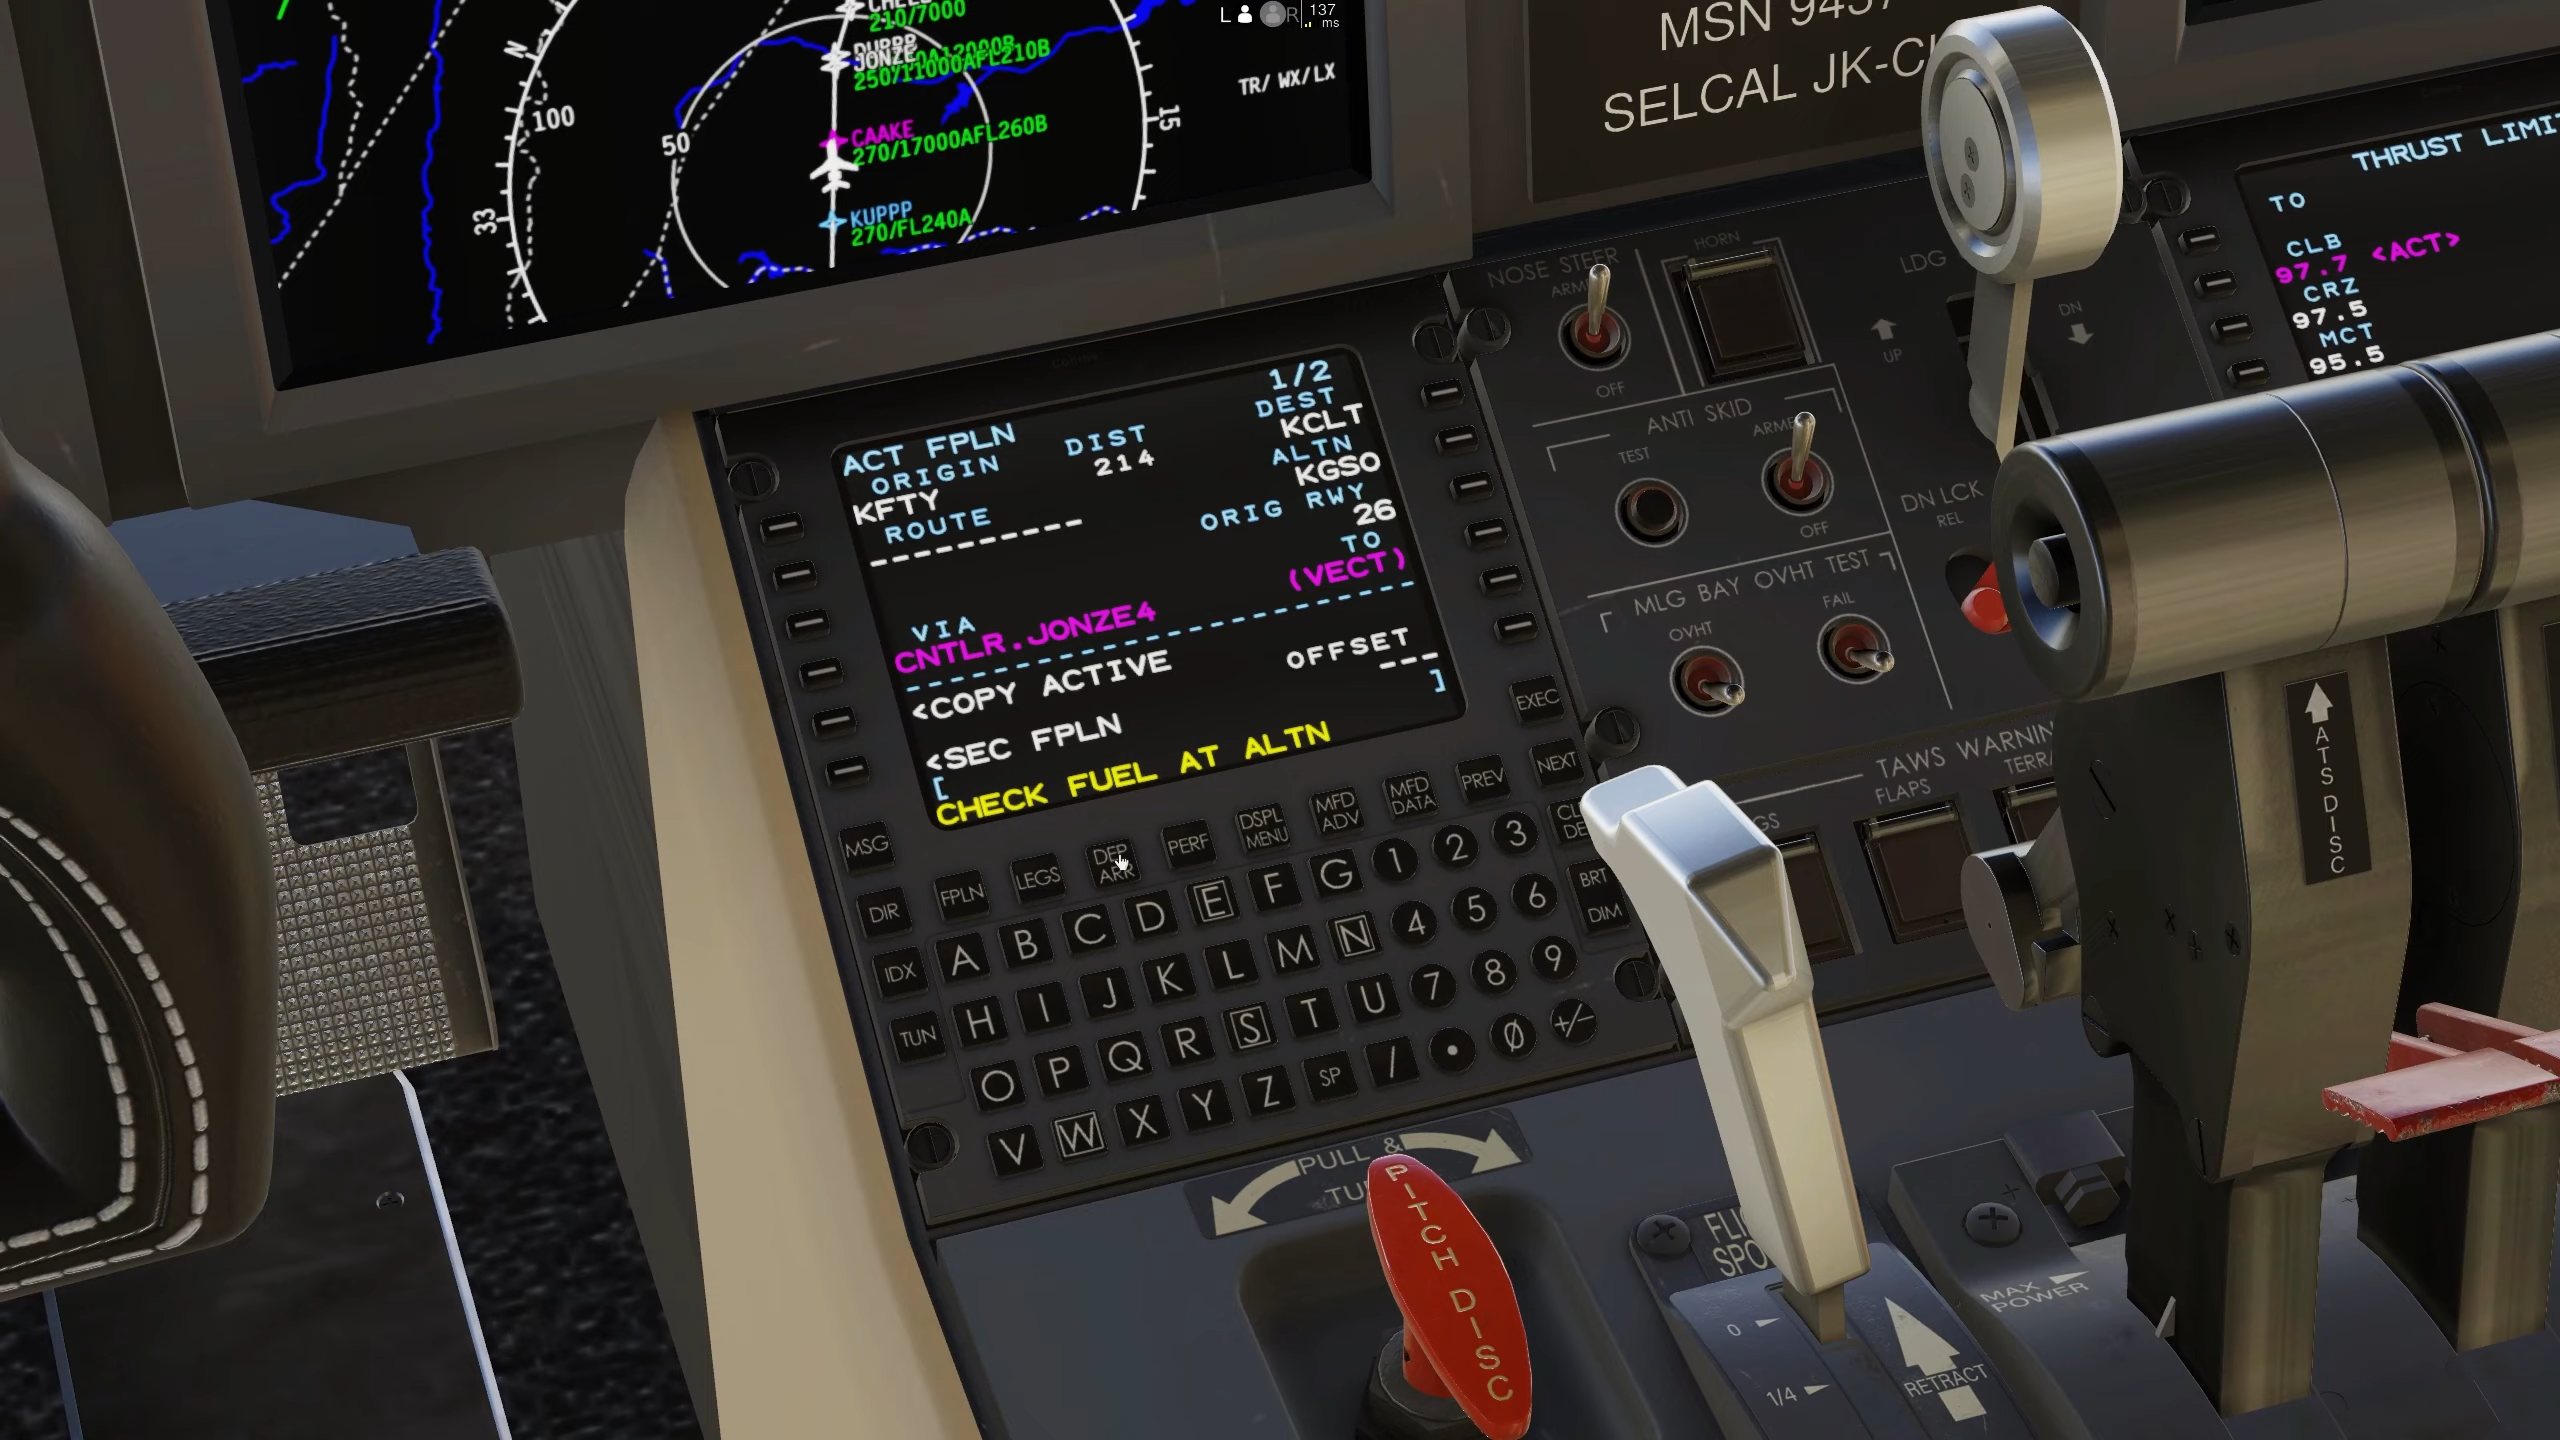 210/7000
JONZE
250/11000AFL210B
CAAKE
270/17000AFL260B
KUPPP
270/FL240A
N
100
50
33
15
TR/ WX/LX
L R 137 ms
SELCAL
THRUST LIMIT
TO
CLB
97.7 <ACT>
CRZ
97.5
MCT
95.5
ACT FPLN 1/2
ORIGIN DIST DEST
KFTY 214 KCLT
ROUTE ALTN
---------- KGSO
ORIG RWY
26
VIA TO
CNTLR.JONZE4 (VECT)
<COPY ACTIVE OFFSET
---
<SEC FPLN
[ ]
CHECK FUEL AT ALTN
NOSE STEER
OFF
HORN
LDG
UP
DN
ANTI SKID
TEST
OFF
DN LCK
REL
MLG BAY OVHT TEST
OVHT
FAIL
TAWS
FLAPS
EXEC
NEXT
PREV
MFD DATA
MFD ADV
DSPL MENU
PERF
DEP ARR
LEGS
FPLN
MSG
DIR
IDX
TUN
BRT
DIM
A B C D E F G 1 2 3
H I J K L M N 4 5 6
O P Q R S T U 7 8 9
V W X Y Z SP / . 0 +/-
PULL &
PITCH DISC
ATS DISC
MAX POWER
0
1/4
RETRACT